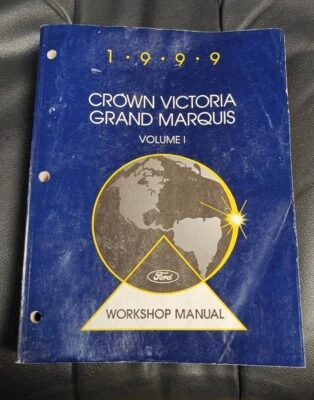 1·9·9·9
CROWN VICTORIA
GRAND MARQUIS
VOLUME I
Ford
WORKSHOP MANUAL